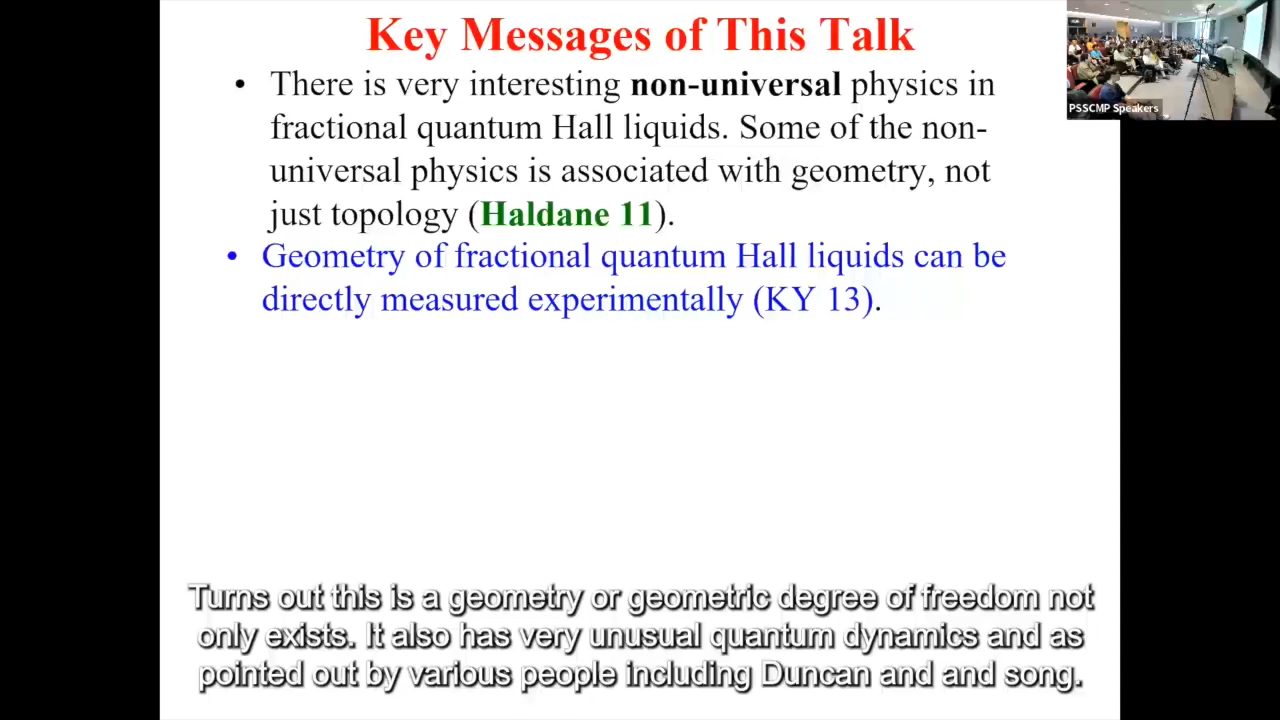 Key Messages of This Talk
PSSCMP Speakers
• There is very interesting non-universal physics in
fractional quantum Hall liquids. Some of the non-
universal physics is associated with geometry, not
just topology (Haldane 11).
• Geometry of fractional quantum Hall liquids can be
directly measured experimentally (KY 13).
Turns out this is a geometry or geometric degree of freedom not
only exists. It also has very unusual quantum dynamics and as
pointed out by various people including Duncan and and song.